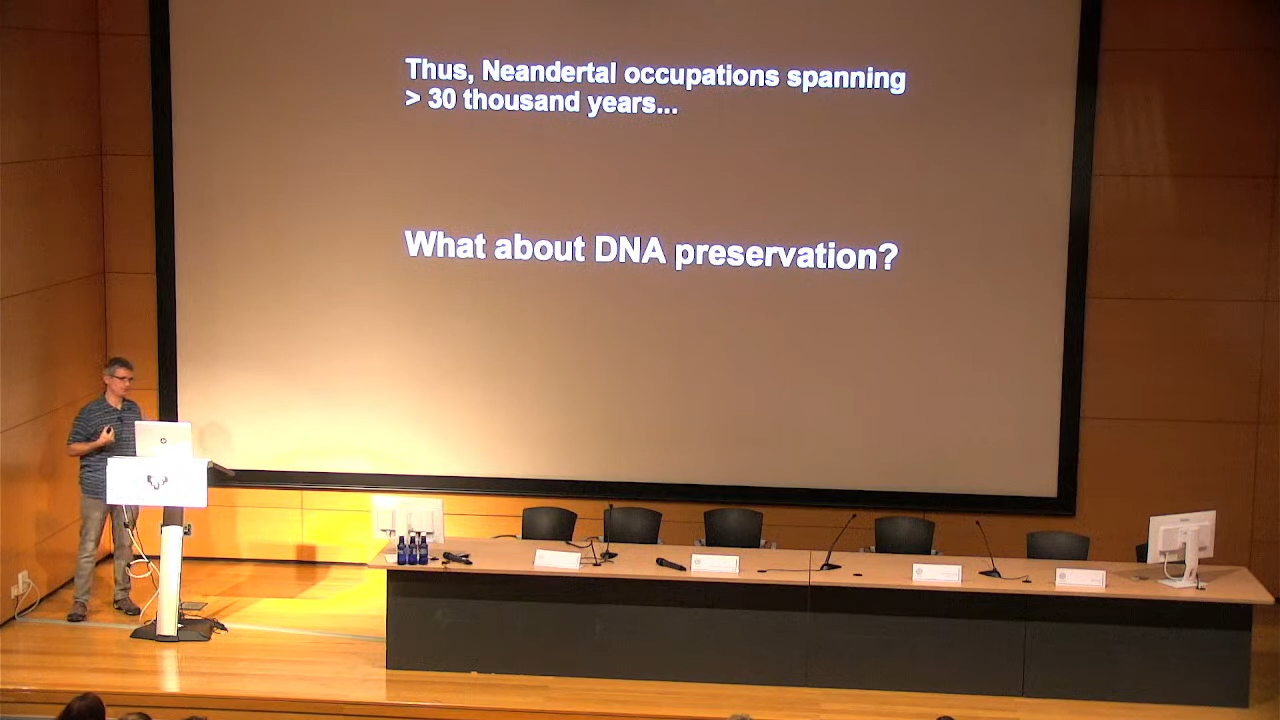 Thus, Neandertal occupations spanning
> 30 thousand years...
What about DNA preservation?